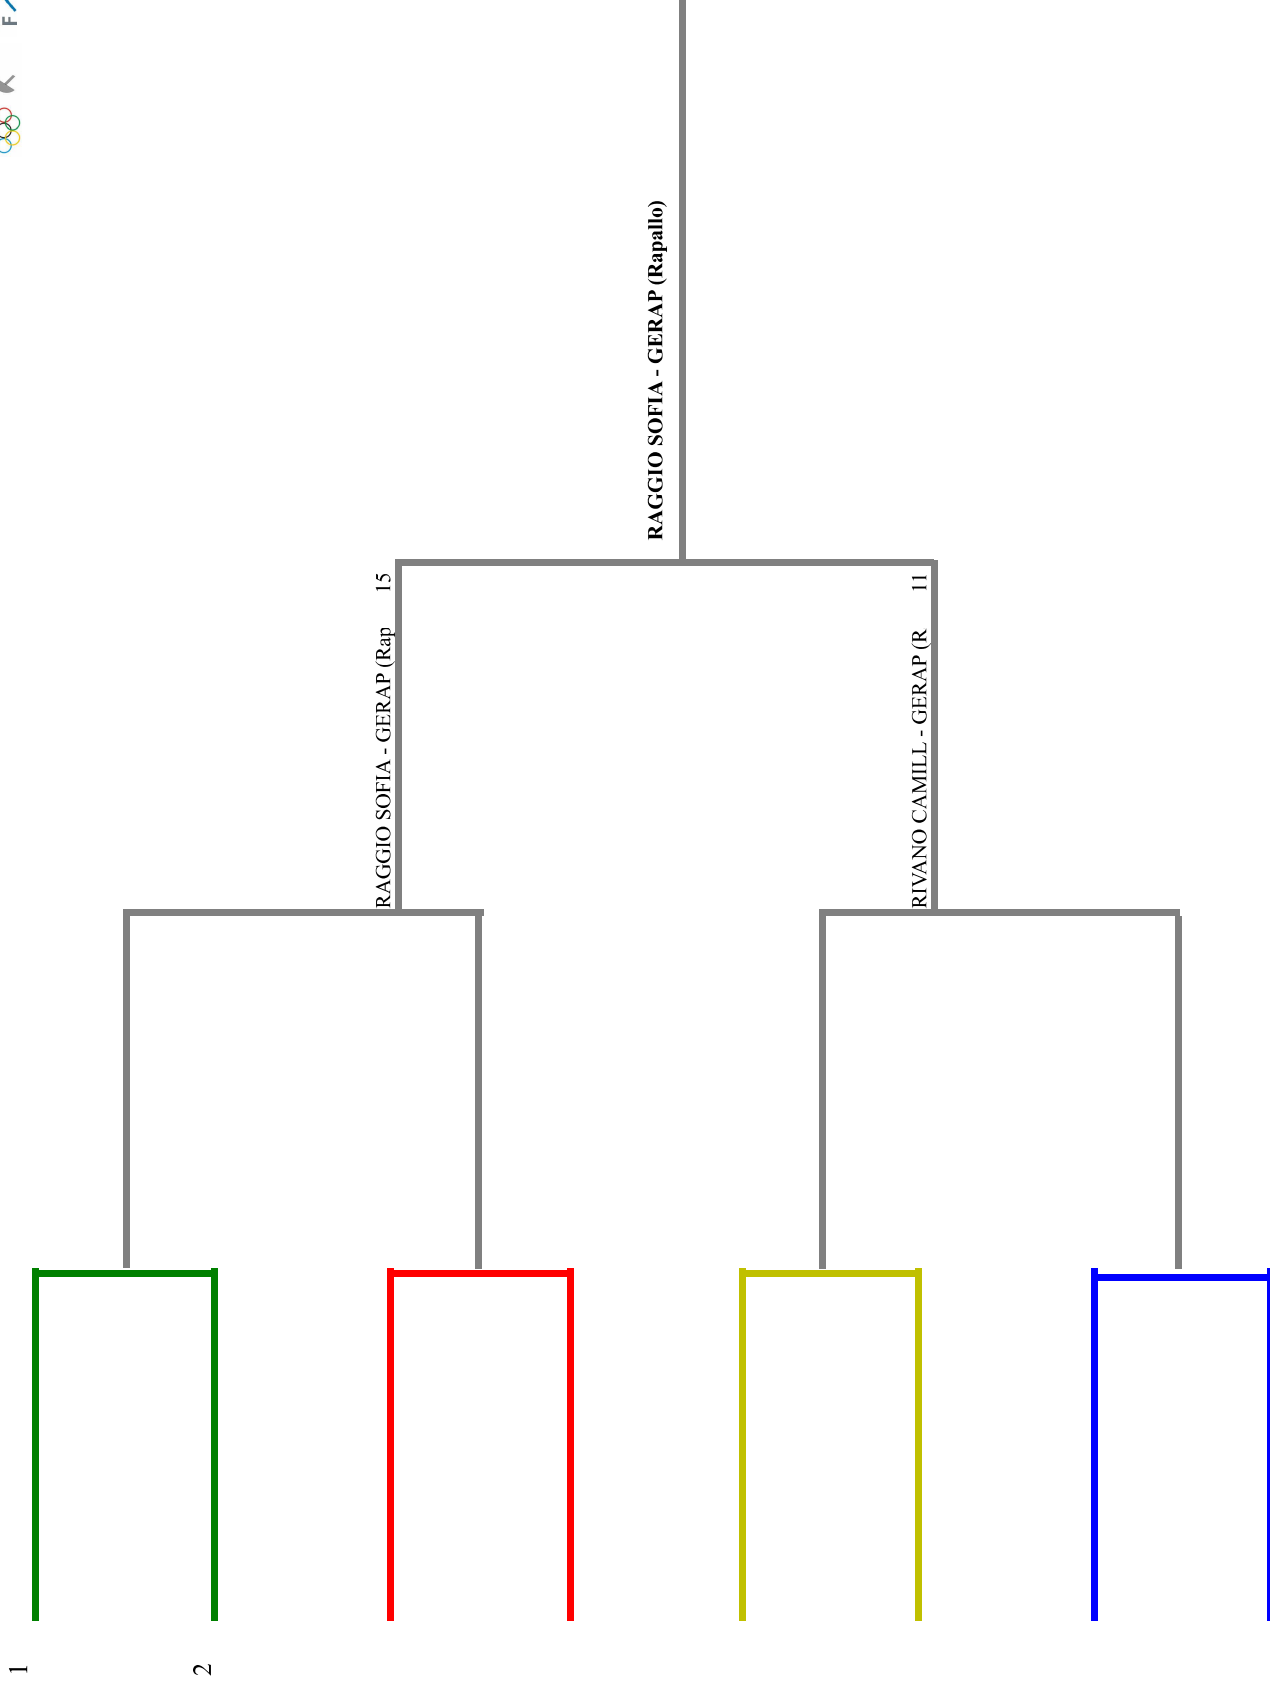 1
2
RAGGIO SOFIA - GERAP (Rap 15
RIVANO CAMILL - GERAP (R 11
RAGGIO SOFIA - GERAP (Rapallo)
F